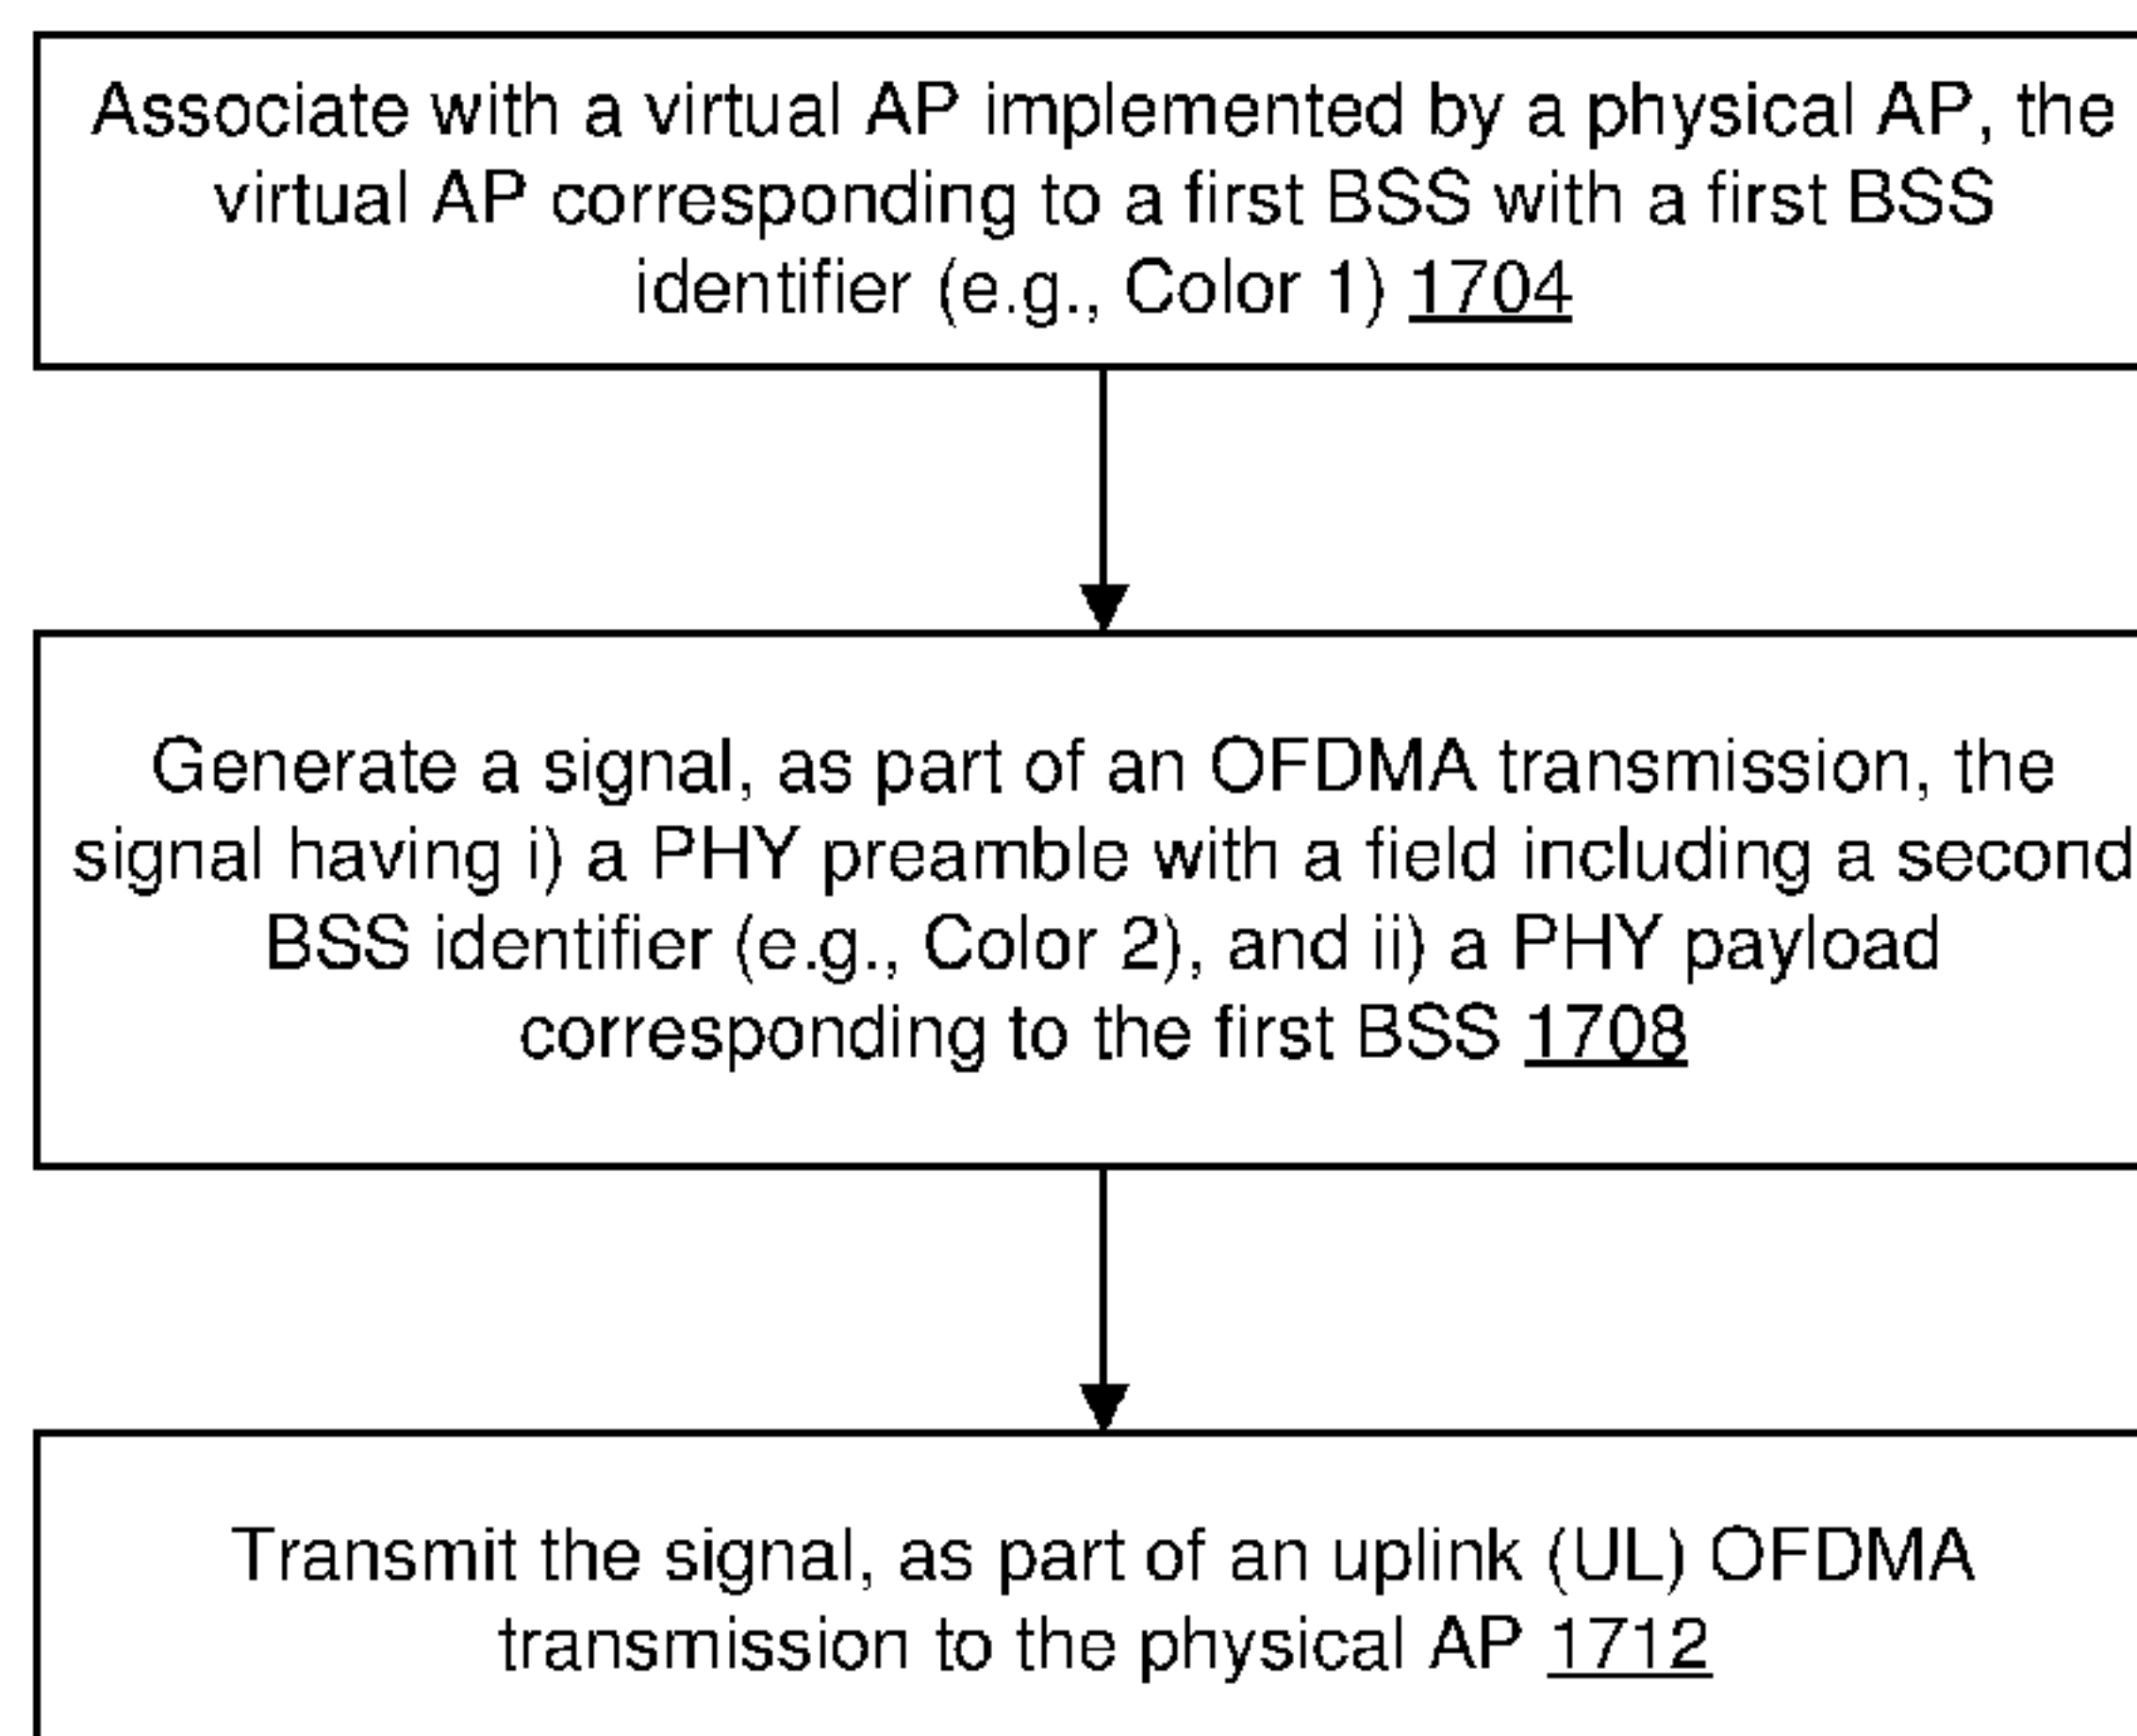 Associate with a virtual AP implemented by a physical AP, the
virtual AP corresponding to a first BSS with a first BSS
identifier (e.g., Color 1) 1704
Generate a signal, as part of an OFDMA transmission, the
signal having i) a PHY preamble with a field including a second
BSS identifier (e.g., Color 2), and ii) a PHY payload
corresponding to the first BSS 1708
Transmit the signal, as part of an uplink (UL) OFDMA
transmission to the physical AP 1712